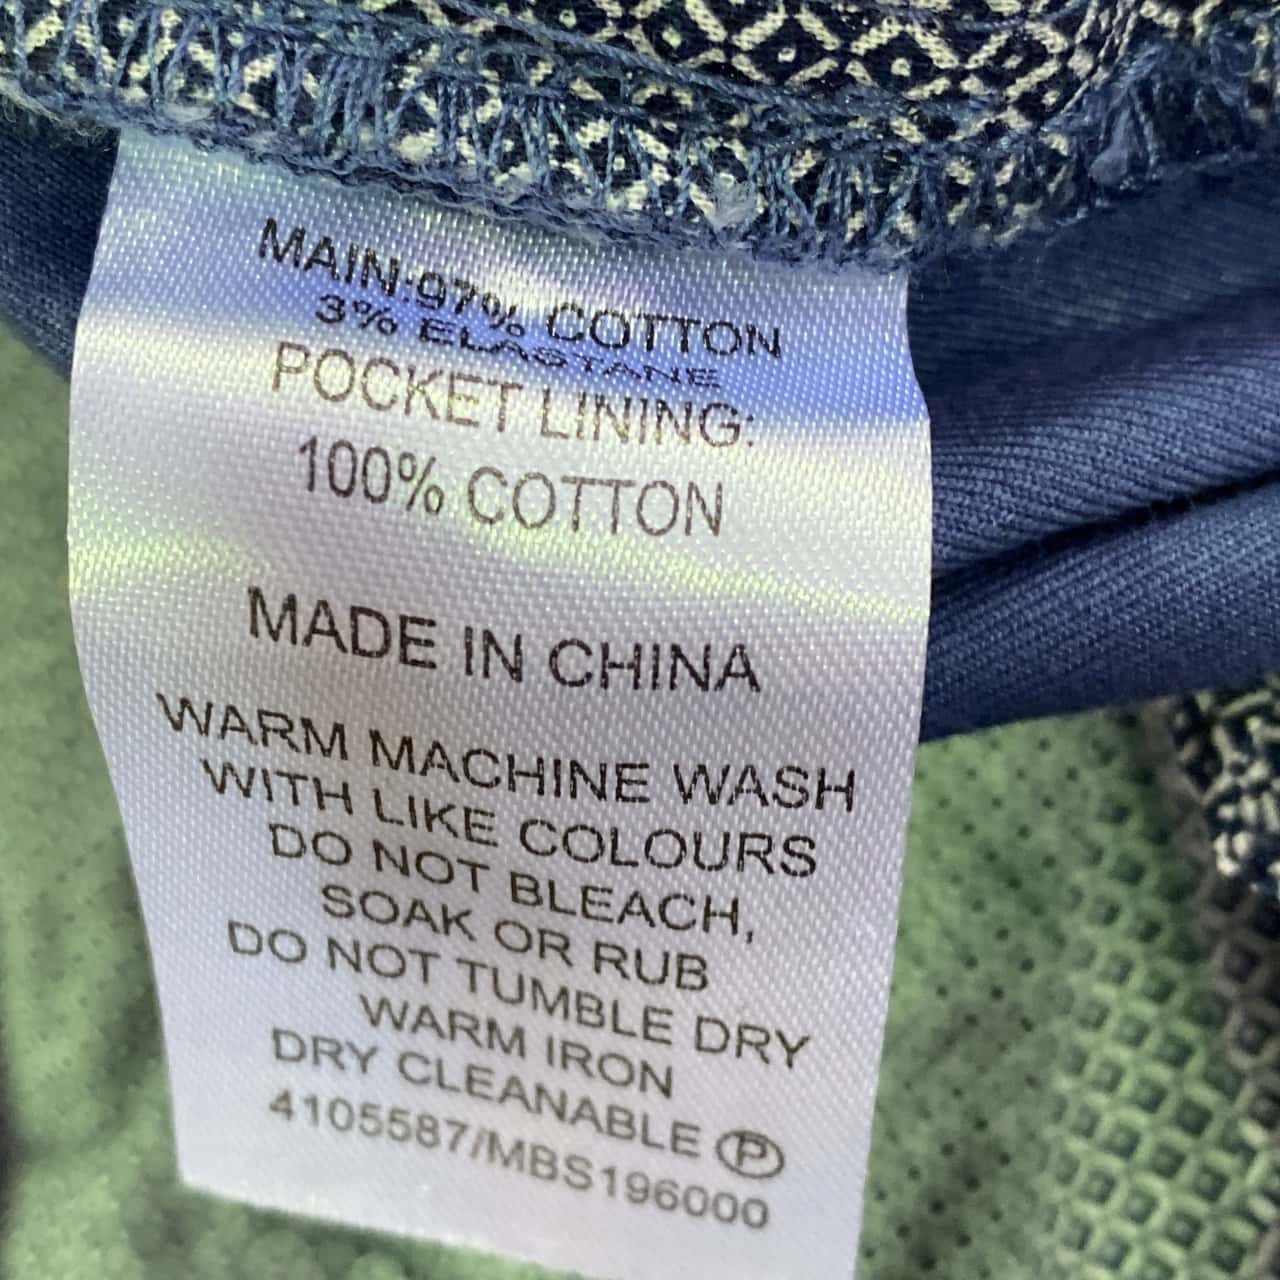 MAIN:97% COTTON
3% ELASTANE
POCKET LINING:
100% COTTON
MADE IN CHINA
WARM MACHINE WASH
WITH LIKE COLOURS
DO NOT BLEACH,
SOAK OR RUB
DO NOT TUMBLE DRY
WARM IRON
DRY CLEANABLE Ⓟ
4105587/MBS196000